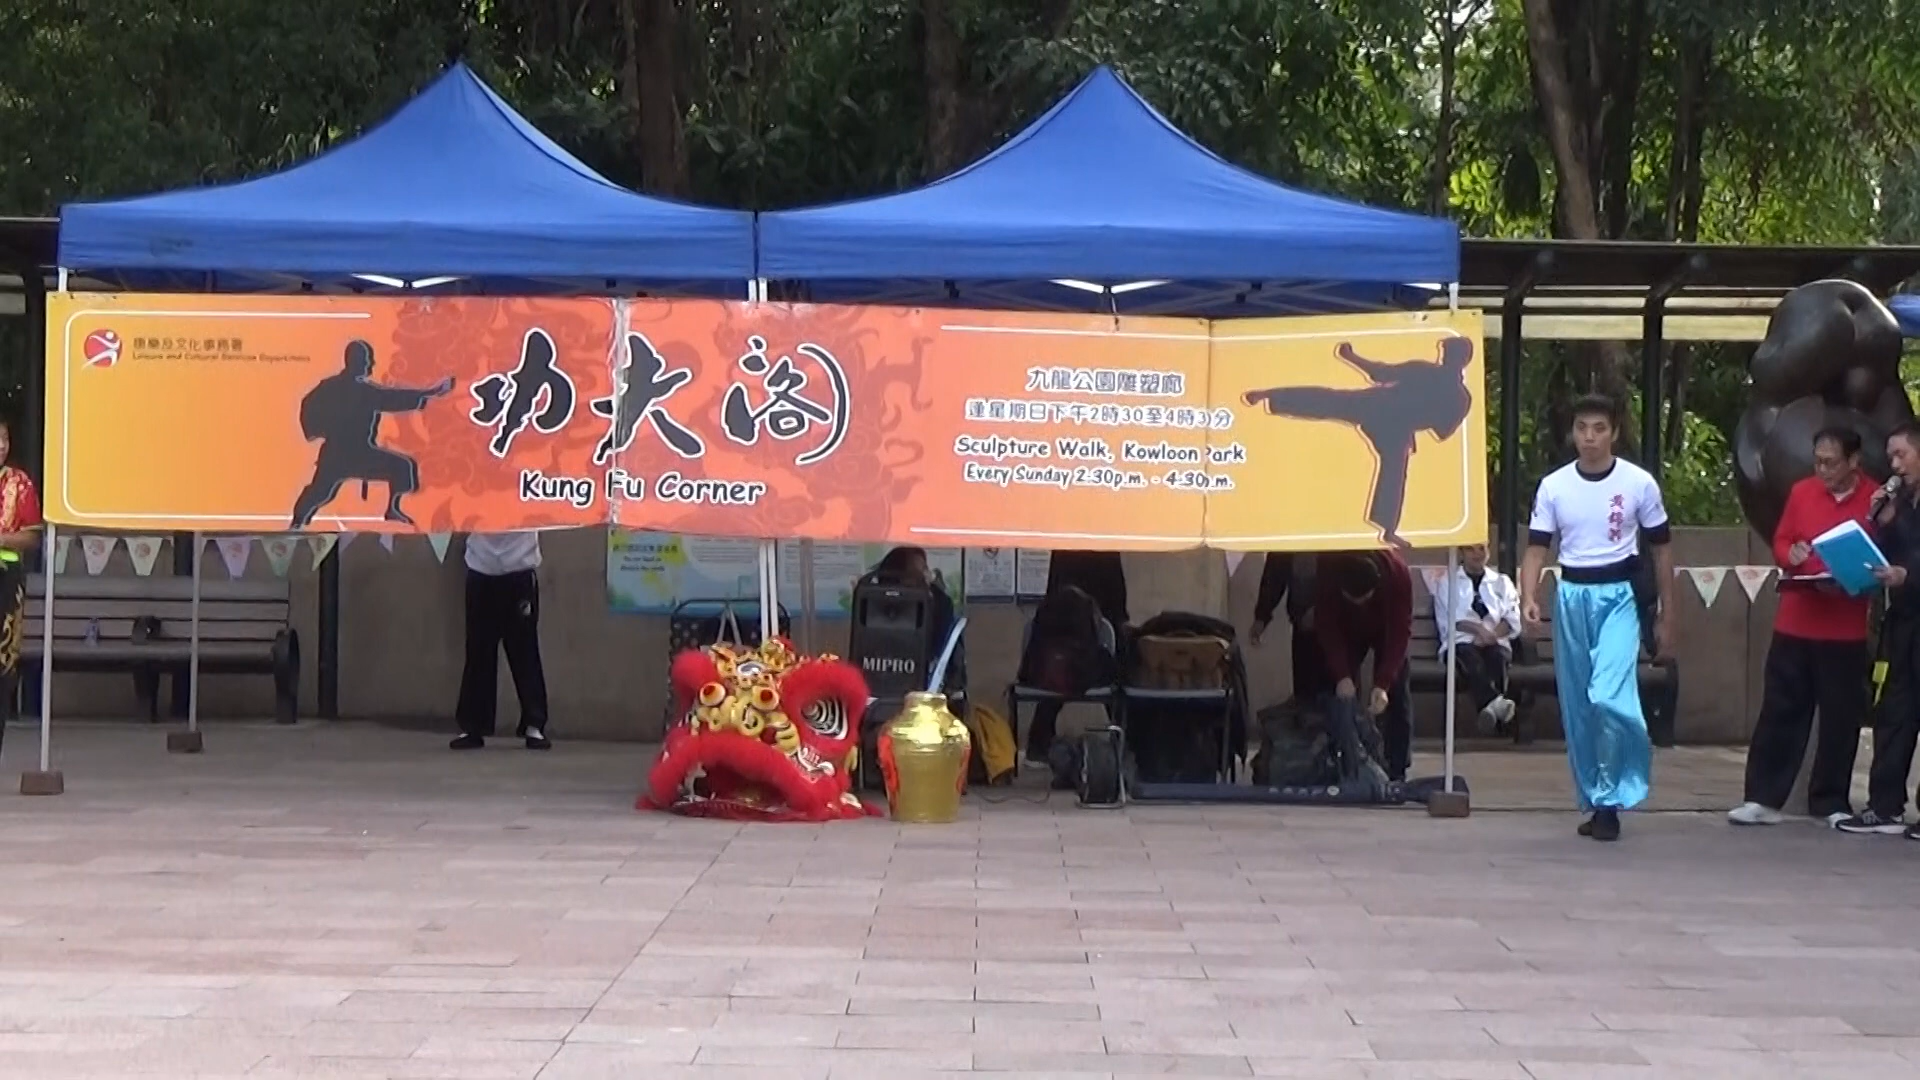 康樂及文化事務署
Leisure and Cultural Services Department
功夫閣
Kung Fu Corner
九龍公園雕塑廊
逢星期日下午2時30至4時30分
Sculpture Walk, Kowloon Park
Every Sunday 2:30p.m. - 4:30p.m.
MIPRO
黃錦